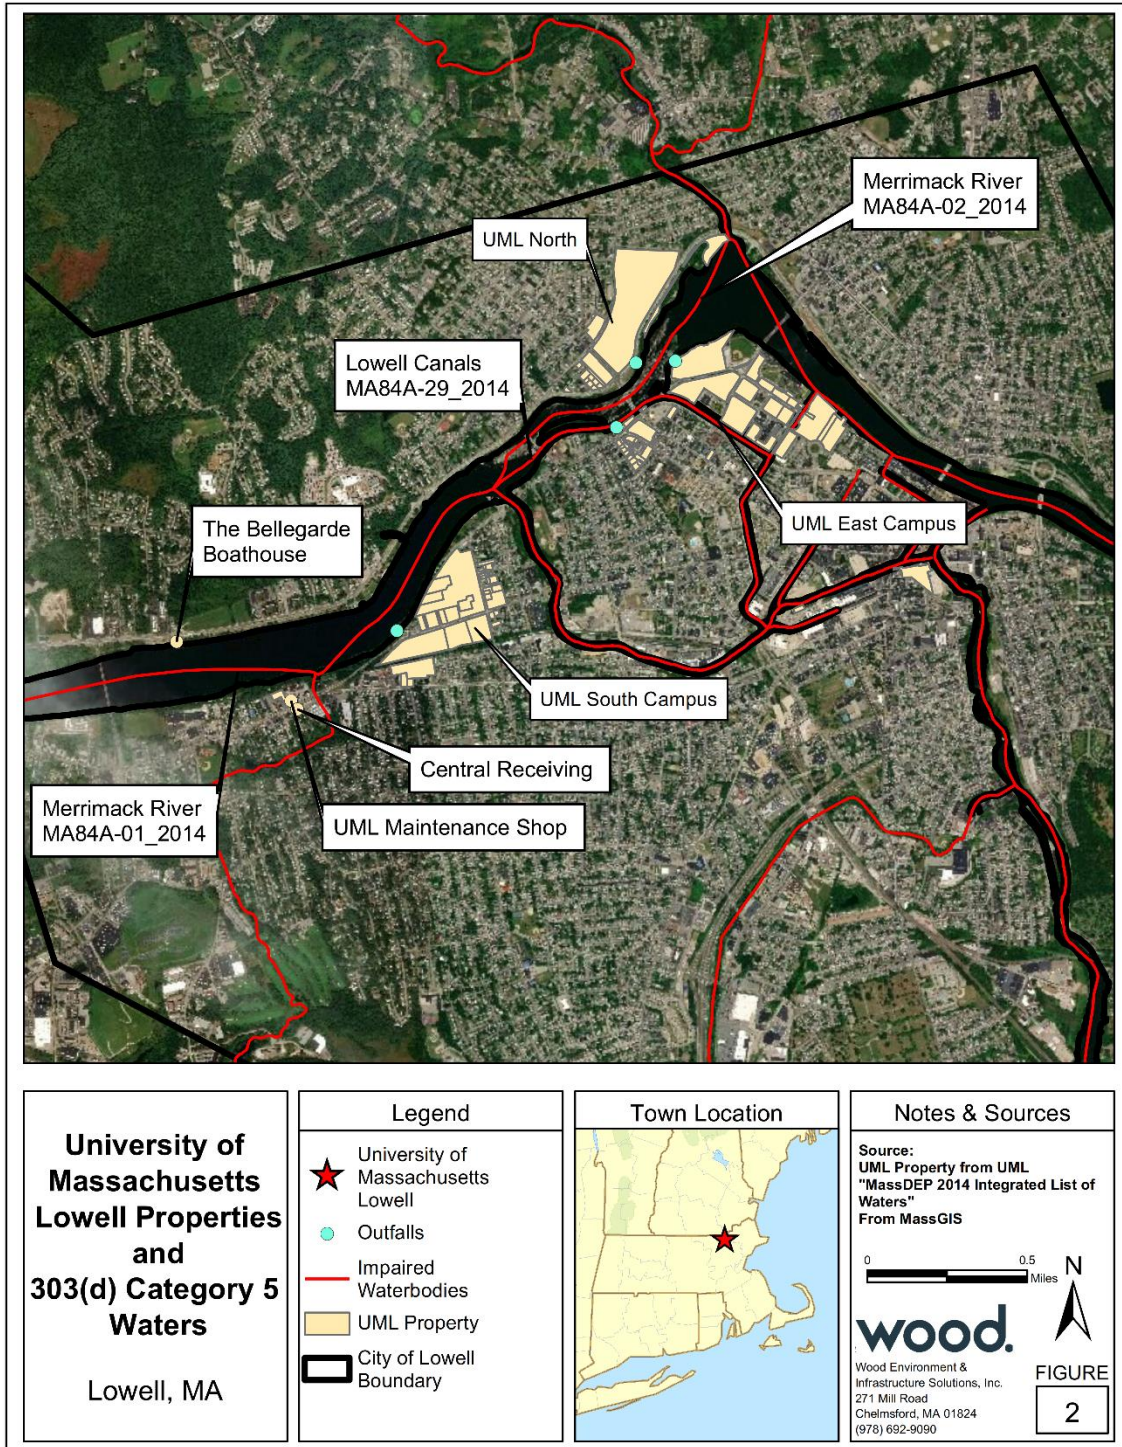 Merrimack River
MA84A-02_2014
UML North
Lowell Canals
MA84A-29_2014
The Bellegarde
Boathouse
UML East Campus
UML South Campus
Central Receiving
Merrimack River
MA84A-01_2014
UML Maintenance Shop
University of
Massachusetts
Lowell Properties
and
303(d) Category 5
Waters
Lowell, MA
Legend
University of
Massachusetts
Lowell
Outfalls
Impaired
Waterbodies
UML Property
City of Lowell
Boundary
Town Location
Notes & Sources
Source:
UML Property from UML
"MassDEP 2014 Integrated List of
Waters"
From MassGIS
0 0.5
Miles
N
wood.
Wood Environment &
Infrastructure Solutions, Inc.
271 Mill Road
Chelmsford, MA 01824
(978) 692-9090
FIGURE
2